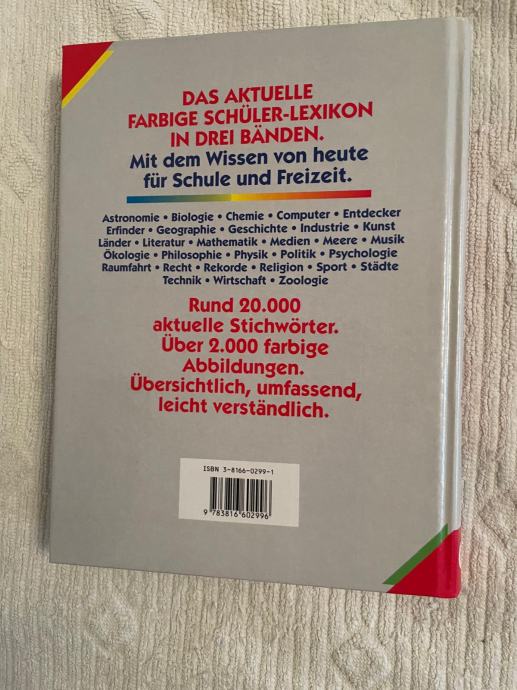 DAS AKTUELLE
FARBIGE SCHÜLER-LEXIKON
IN DREI BÄNDEN.
Mit dem Wissen von heute
für Schule und Freizeit.
Astronomie • Biologie • Chemie • Computer • Entdecker
Erfinder • Geographie • Geschichte • Industrie • Kunst
Länder • Literatur • Mathematik • Medien • Meere • Musik
Ökologie • Philosophie • Physik • Politik • Psychologie
Raumfahrt • Recht • Rekorde • Religion • Sport • Städte
Technik • Wirtschaft • Zoologie
Rund 20.000
aktuelle Stichwörter.
Über 2.000 farbige
Abbildungen.
Übersichtlich, umfassend,
leicht verständlich.
ISBN 3-8166-0299-1
9 783816 602996